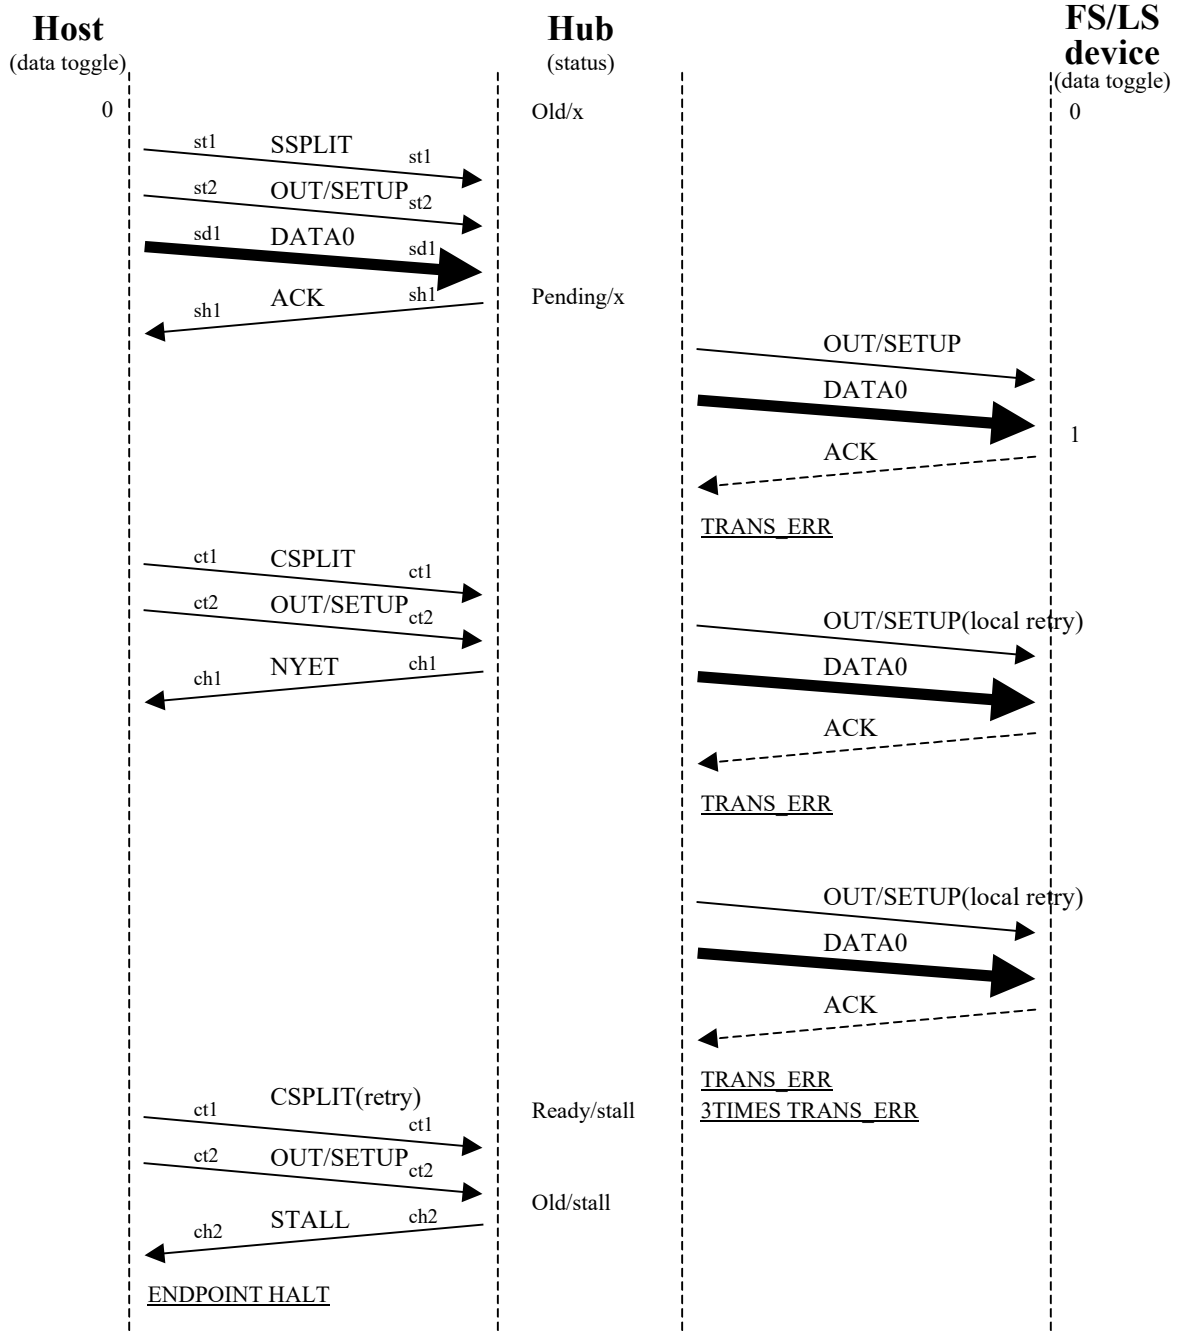 Host
(data toggle)
Hub
(status)
FS/LS
device
(data toggle)
0
Old/x
0
st1
SSPLIT
st1
st2
OUT/SETUP
st2
sd1
DATA0
sd1
ACK
sh1
sh1
Pending/x
OUT/SETUP
DATA0
1
ACK
TRANS_ERR
ct1
CSPLIT
ct1
ct2
OUT/SETUP
ct2
NYET
ch1
ch1
OUT/SETUP(local retry)
DATA0
ACK
TRANS_ERR
OUT/SETUP(local retry)
DATA0
ACK
TRANS_ERR
3TIMES TRANS_ERR
CSPLIT(retry)
ct1
ct1
Ready/stall
ct2
OUT/SETUP
ct2
Old/stall
STALL
ch2
ch2
ENDPOINT HALT